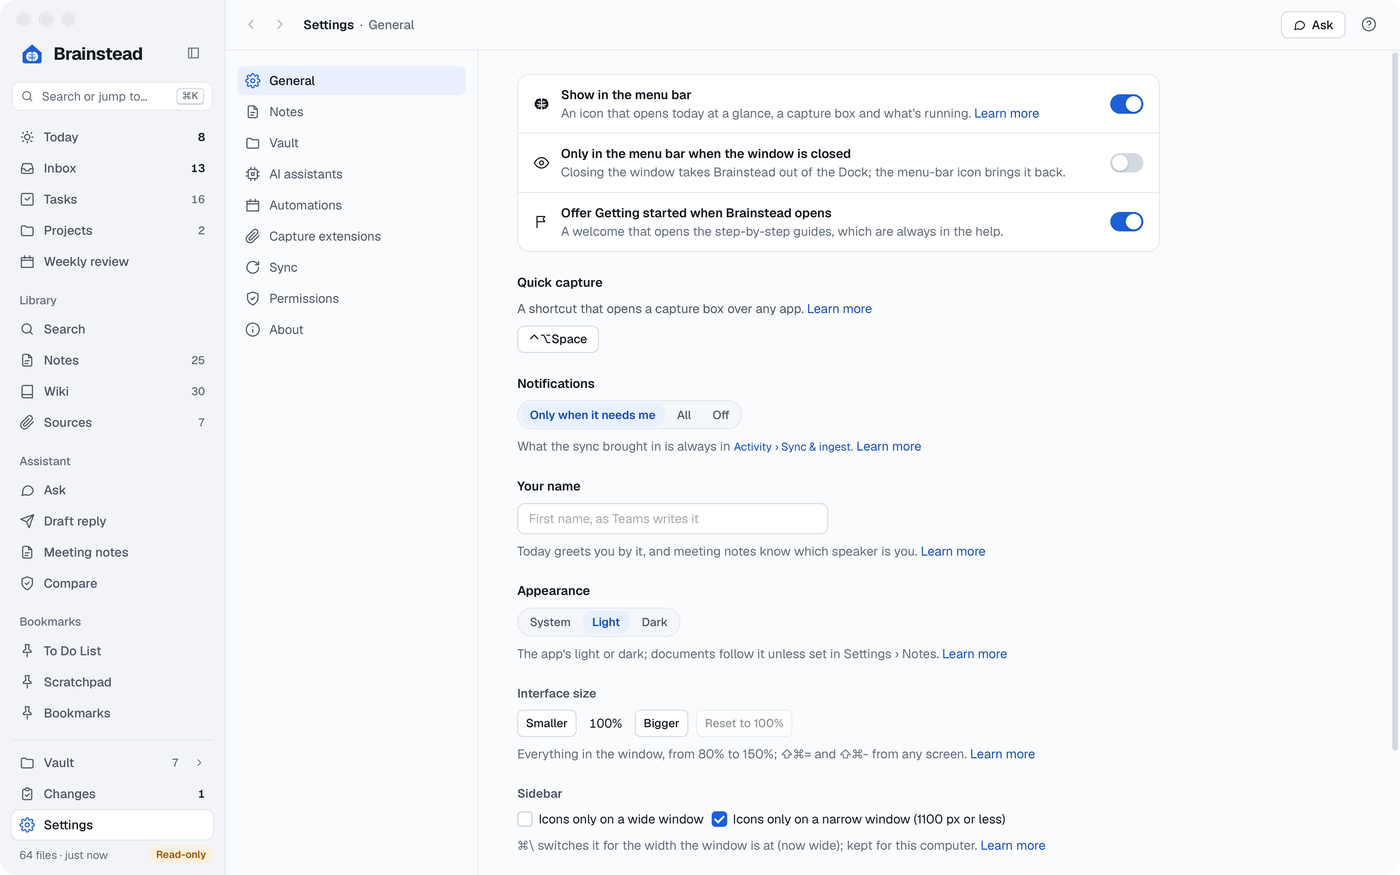 Brainstead
Search or jump to... ⌘K
Today 8
Inbox 13
Tasks 16
Projects 2
Weekly review
Library
Search
Notes 25
Wiki 30
Sources 7
Assistant
Ask
Draft reply
Meeting notes
Compare
Bookmarks
To Do List
Scratchpad
Bookmarks
Vault 7
Changes 1
Settings
64 files · just now Read-only
Settings · General
Ask
General
Notes
Vault
AI assistants
Automations
Capture extensions
Sync
Permissions
About
Show in the menu bar
An icon that opens today at a glance, a capture box and what's running. Learn more
Only in the menu bar when the window is closed
Closing the window takes Brainstead out of the Dock; the menu-bar icon brings it back.
Offer Getting started when Brainstead opens
A welcome that opens the step-by-step guides, which are always in the help.
Quick capture
A shortcut that opens a capture box over any app. Learn more
⌃⌥Space
Notifications
Only when it needs me All Off
What the sync brought in is always in Activity › Sync & ingest. Learn more
Your name
First name, as Teams writes it
Today greets you by it, and meeting notes know which speaker is you. Learn more
Appearance
System Light Dark
The app's light or dark; documents follow it unless set in Settings › Notes. Learn more
Interface size
Smaller 100% Bigger Reset to 100%
Everything in the window, from 80% to 150%; ⇧⌘= and ⇧⌘- from any screen. Learn more
Sidebar
Icons only on a wide window Icons only on a narrow window (1100 px or less)
⌘\ switches it for the width the window is at (now wide); kept for this computer. Learn more